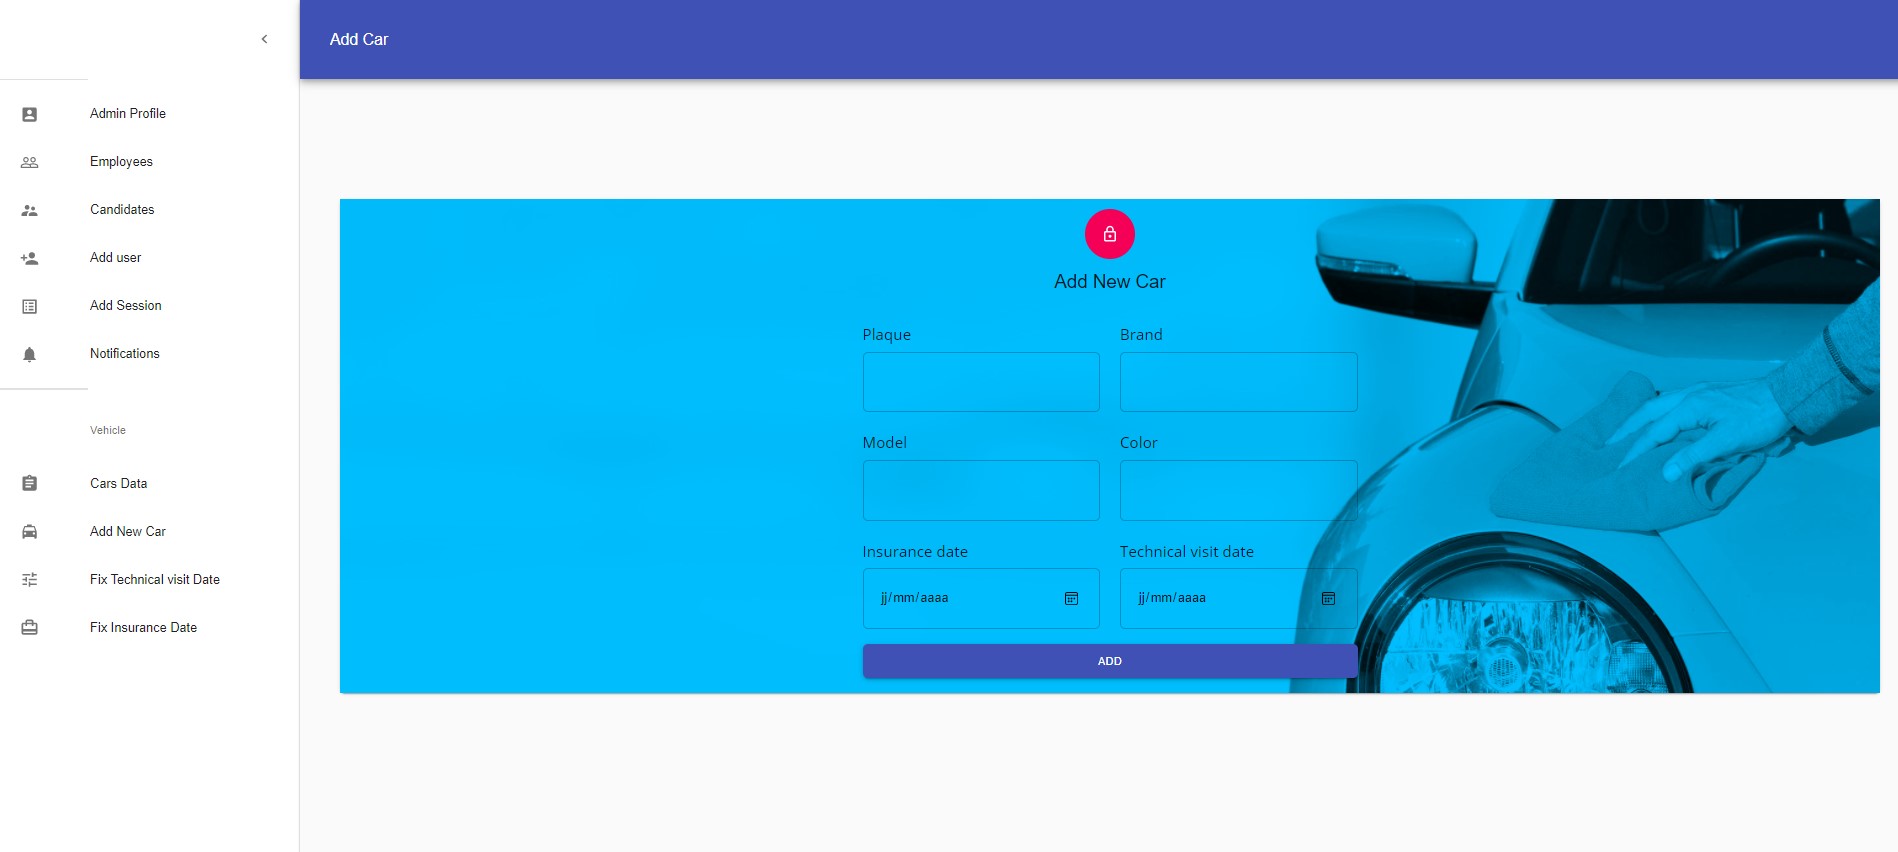 Add Car
Admin Profile
Employees
Candidates
Add user
Add Session
Notifications
Vehicle
Cars Data
Add New Car
Fix Technical visit Date
Fix Insurance Date
Add New Car
Plaque
Brand
Model
Color
Insurance date
Technical visit date
jj/mm/aaaa
jj/mm/aaaa
ADD